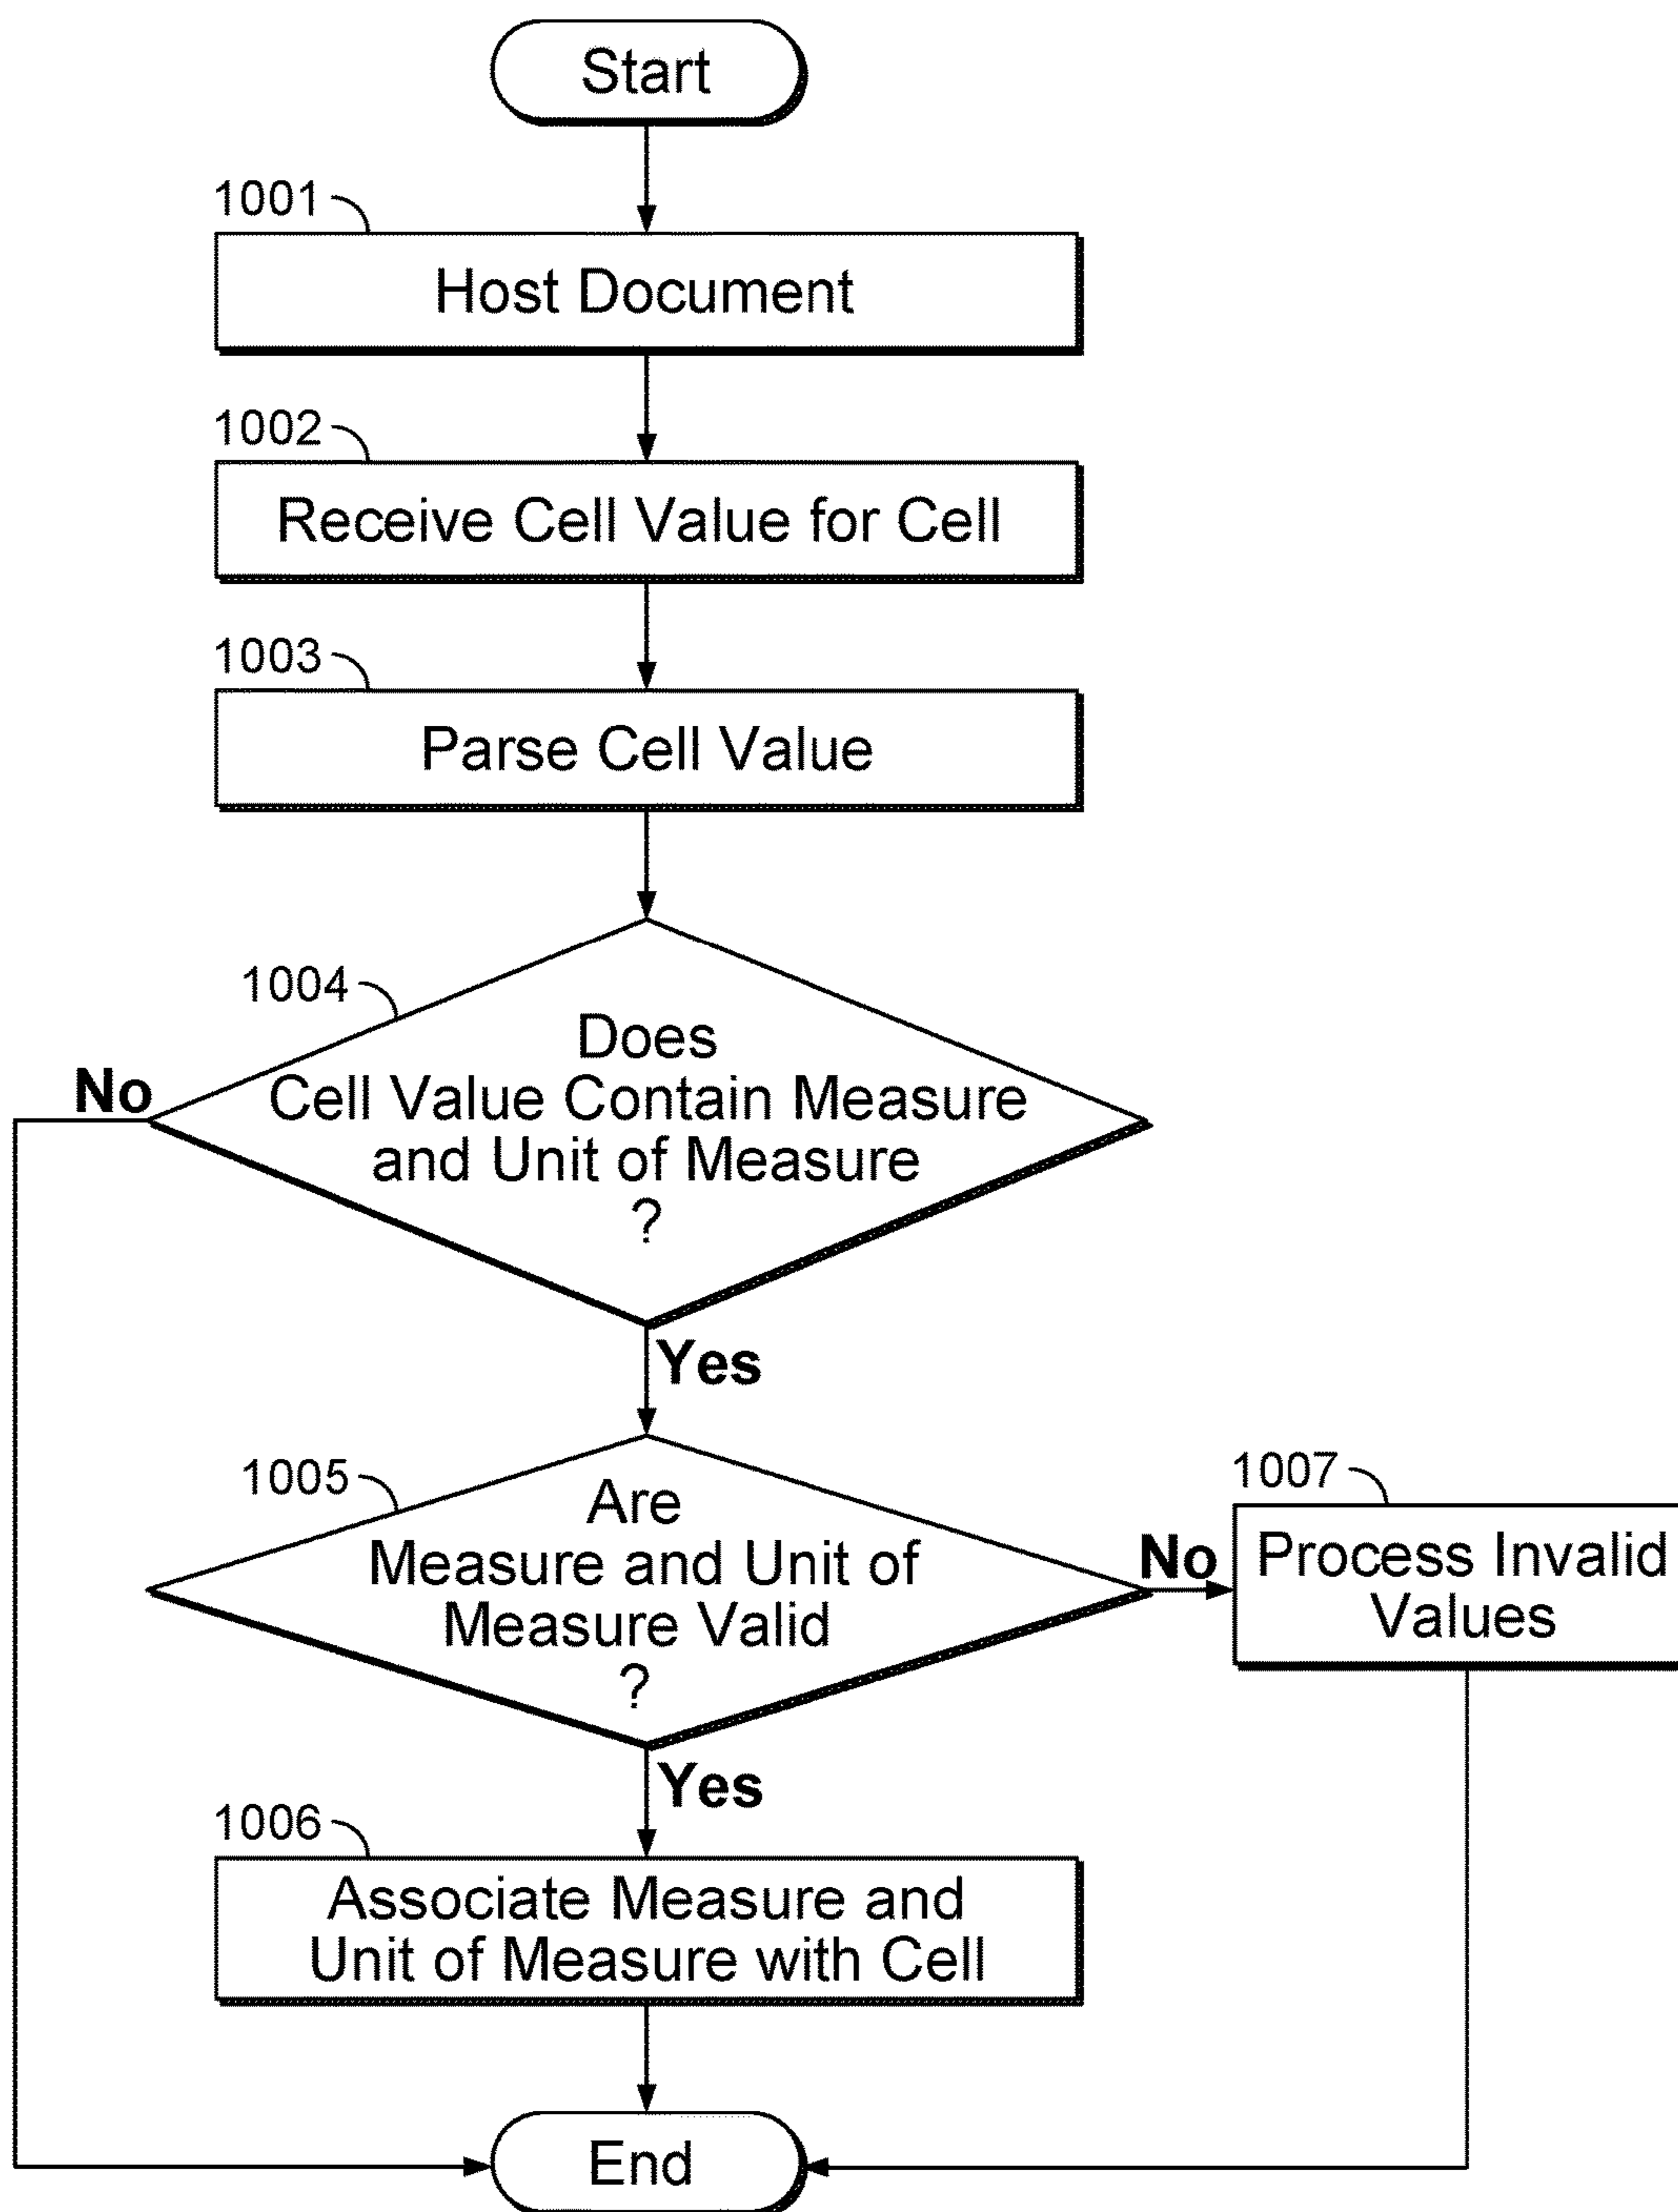 Start
1001
Host Document
1002
Receive Cell Value for Cell
1003
Parse Cell Value
1004
Does
Cell Value Contain Measure
and Unit of Measure
?
No
Yes
1005
Are
Measure and Unit of
Measure Valid
?
No
1007
Process Invalid
Values
Yes
1006
Associate Measure and
Unit of Measure with Cell
End